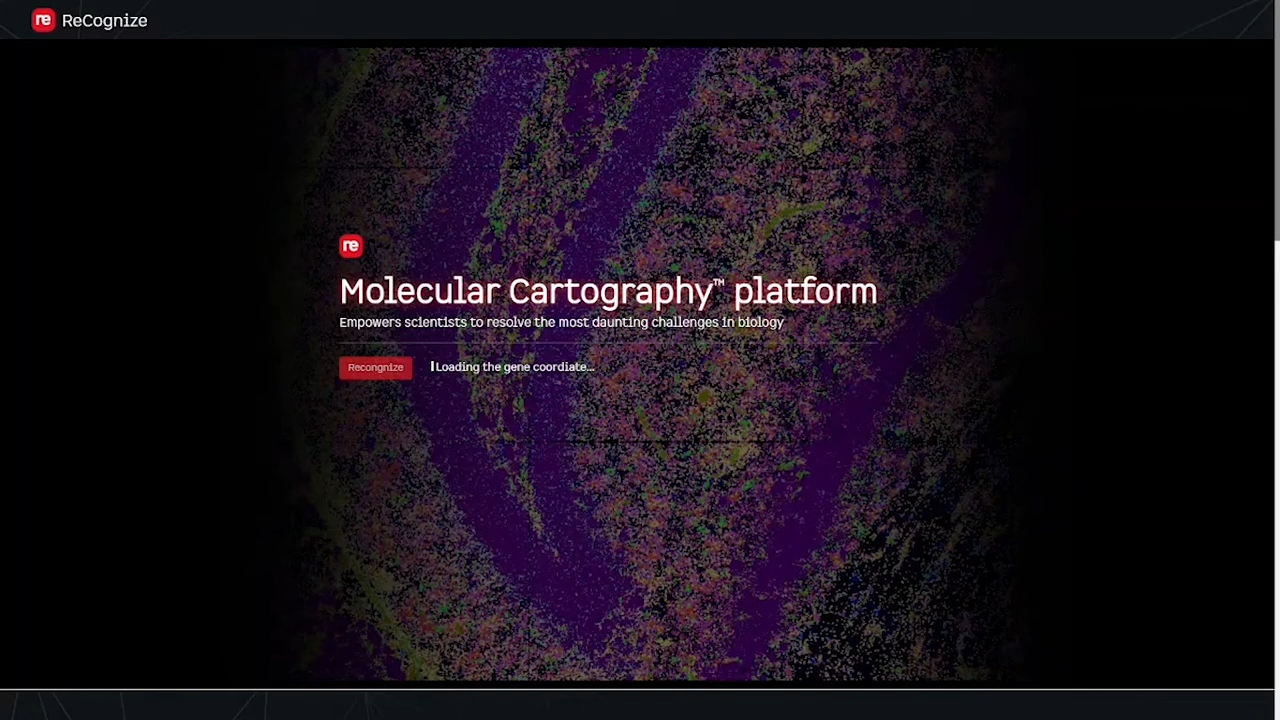 re ReCognize
re
Molecular Cartography™ platform
Empowers scientists to resolve the most daunting challenges in biology
Recongnize
Loading the gene coordiate...